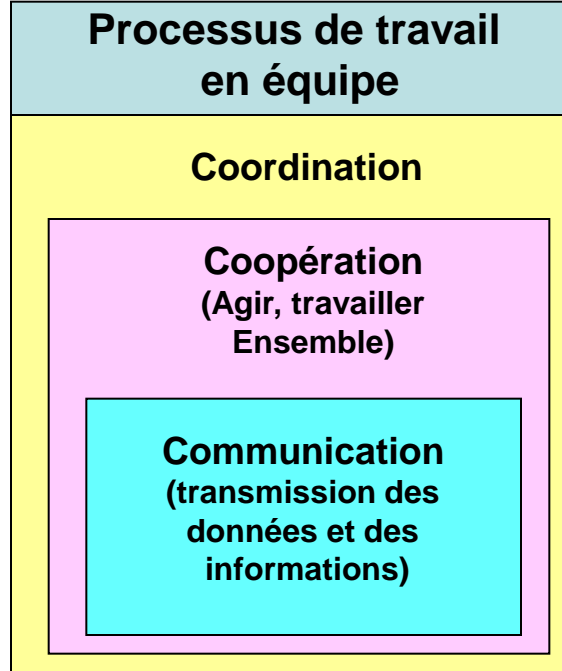 Processus de travail
en équipe
Coordination
Coopération
(Agir, travailler
Ensemble)
Communication
(transmission des
données et des
informations)